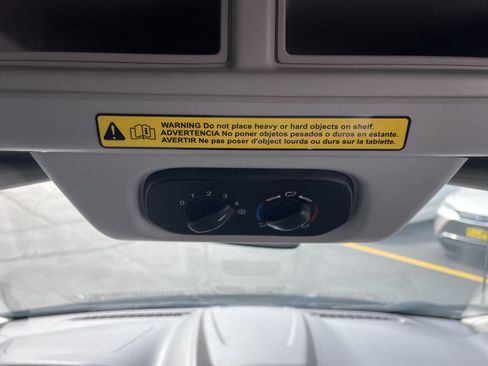 WARNING Do not place heavy or hard objects on shelf.
ADVERTENCIA No poner objetos pesados o duros en estante.
AVERTIR Ne pas poser d'object lourds ou durs sur la tablette.
0 1 2 3 4